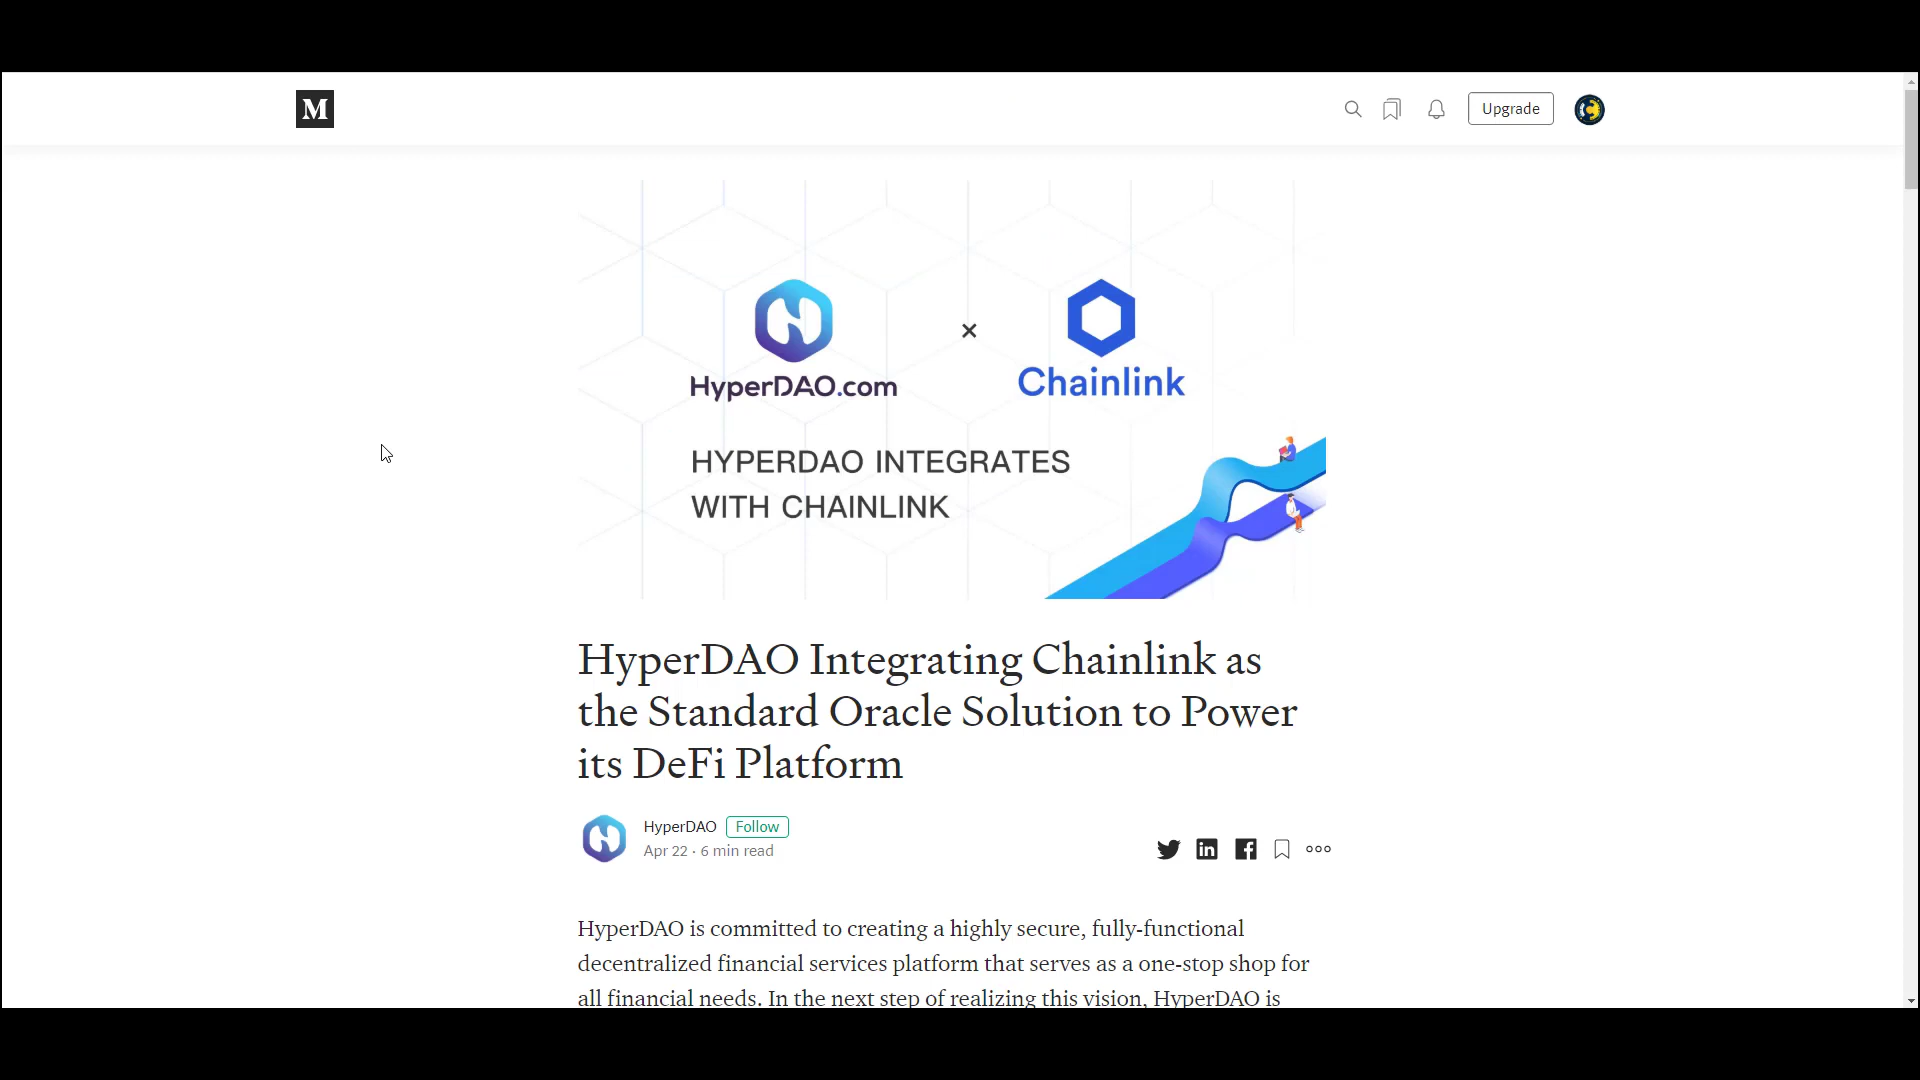 M
Upgrade
HyperDAO.com
×
Chainlink
HYPERDAO INTEGRATES
WITH CHAINLINK
HyperDAO Integrating Chainlink as
the Standard Oracle Solution to Power
its DeFi Platform
HyperDAO Follow
Apr 22 · 6 min read
HyperDAO is committed to creating a highly secure, fully-functional
decentralized financial services platform that serves as a one-stop shop for
all financial needs. In the next step of realizing this vision, HyperDAO is